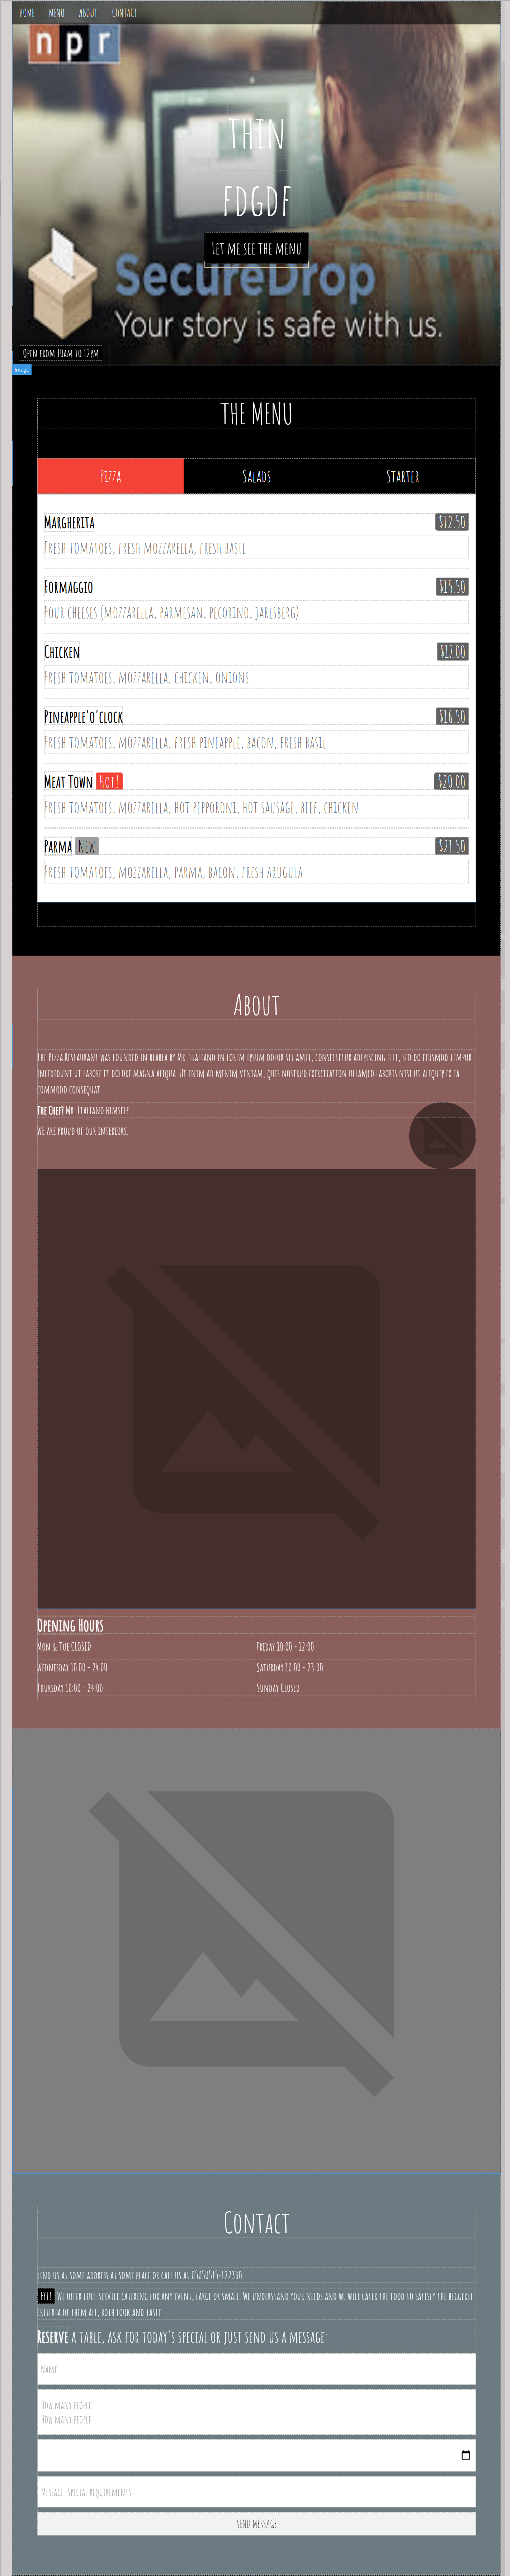 HOME MENU ABOUT CONTACT
npr
THIN
FDGDF
LET ME SEE THE MENU
SecureDrop
Your story is safe with us.
OPEN FROM 10AM TO 12PM
Image
THE MENU
PIZZA SALADS STARTER
MARGHERITA $12.50
FRESH TOMATOES, FRESH MOZZARELLA, FRESH BASIL
FORMAGGIO $15.50
FOUR CHEESES (MOZZARELLA, PARMESAN, PECORINO, JARLSBERG)
CHICKEN $17.00
FRESH TOMATOES, MOZZARELLA, CHICKEN, ONIONS
PINEAPPLE'O'CLOCK $16.50
FRESH TOMATOES, MOZZARELLA, FRESH PINEAPPLE, BACON, FRESH BASIL
MEAT TOWN HOT! $20.00
FRESH TOMATOES, MOZZARELLA, HOT PEPPORONI, HOT SAUSAGE, BEEF, CHICKEN
PARMA NEW $21.50
FRESH TOMATOES, MOZZARELLA, PARMA, BACON, FRESH ARUGULA
ABOUT
THE PIZZA RESTAURANT WAS FOUNDED IN BLABLA BY MR. ITALIANO IN LOREM IPSUM DOLOR SIT AMET, CONSECTETUR ADIPISCING ELIT, SED DO EIUSMOD TEMPOR
INCIDIDUNT UT LABORE ET DOLORE MAGNA ALIQUA. UT ENIM AD MINIM VENIAM, QUIS NOSTRUD EXERCITATION ULLAMCO LABORIS NISI UT ALIQUIP EX EA
COMMODO CONSEQUAT.
THE CHEF? MR. ITALIANO HIMSELF
WE ARE PROUD OF OUR INTERIORS.
OPENING HOURS
MON & TUE CLOSED FRIDAY 10:00 - 12:00
WEDNESDAY 10.00 - 24.00 SATURDAY 10:00 - 23:00
THURSDAY 10:00 - 24:00 SUNDAY CLOSED
CONTACT
FIND US AT SOME ADDRESS AT SOME PLACE OR CALL US AT 05050515-122330
FYI! WE OFFER FULL-SERVICE CATERING FOR ANY EVENT, LARGE OR SMALL. WE UNDERSTAND YOUR NEEDS AND WE WILL CATER THE FOOD TO SATISFY THE BIGGERST
CRITERIA OF THEM ALL, BOTH LOOK AND TASTE.
RESERVE A TABLE, ASK FOR TODAY'S SPECIAL OR JUST SEND US A MESSAGE:
NAME
HOW MANY PEOPLE
HOW MANY PEOPLE
MESSAGE \ SPECIAL REQUIREMENTS
SEND MESSAGE